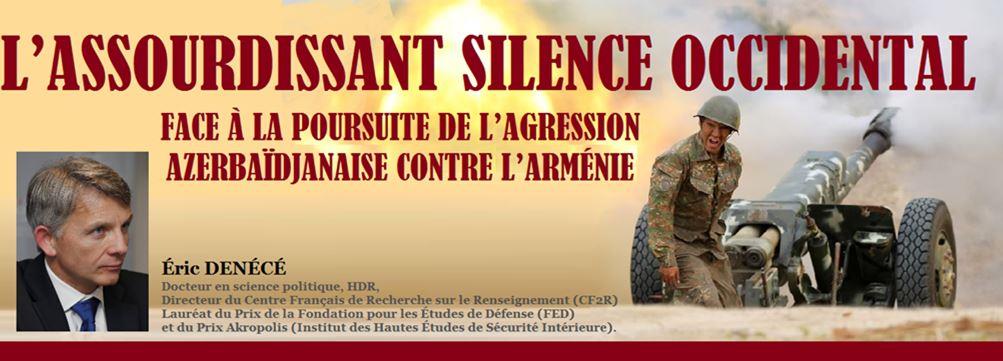 L’ASSOURDISSANT SILENCE OCCIDENTAL
FACE À LA POURSUITE DE L’AGRESSION
AZERBAÏDJANAISE CONTRE L’ARMÉNIE
Éric DENÉCÉ
Docteur en science politique, HDR,
Directeur du Centre Français de Recherche sur le Renseignement (CF2R)
Lauréat du Prix de la Fondation pour les Études de Défense (FED)
et du Prix Akropolis (Institut des Hautes Études de Sécurité Intérieure).